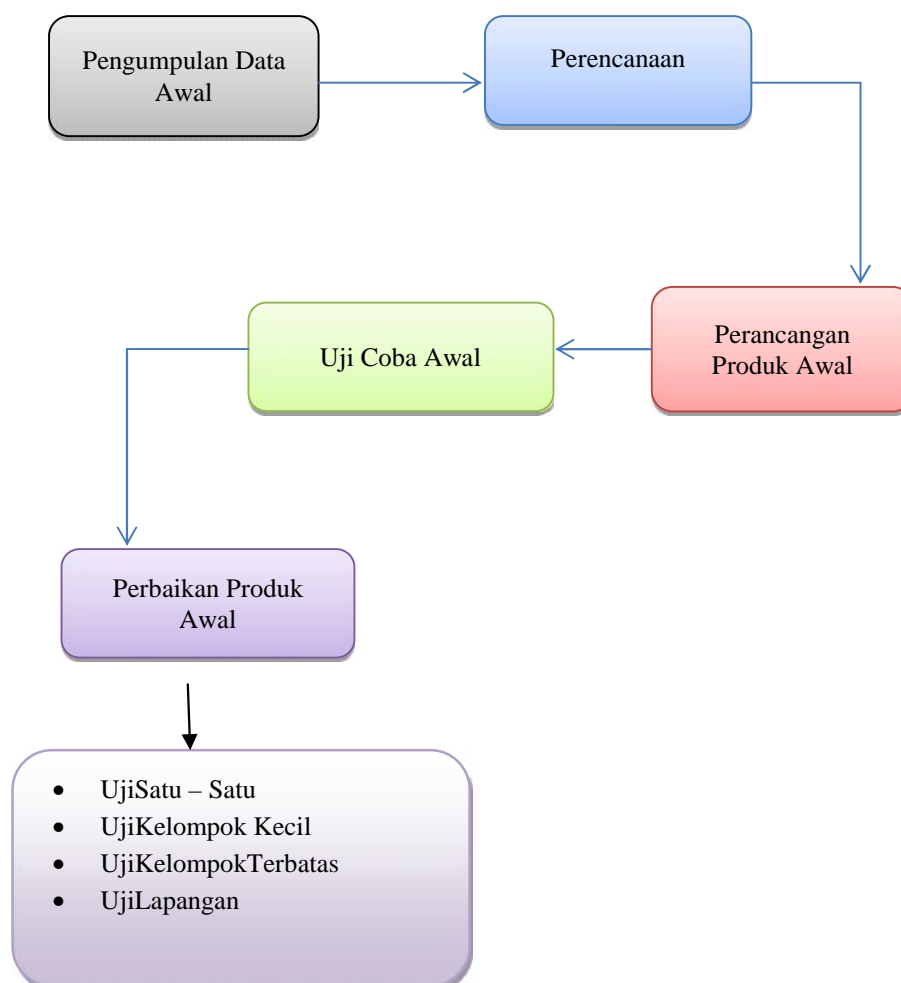 Pengumpulan Data
Awal
Perencanaan
Perancangan
Produk Awal
Uji Coba Awal
Perbaikan Produk
Awal
• UjiSatu – Satu
• UjiKelompok Kecil
• UjiKelompokTerbatas
• UjiLapangan